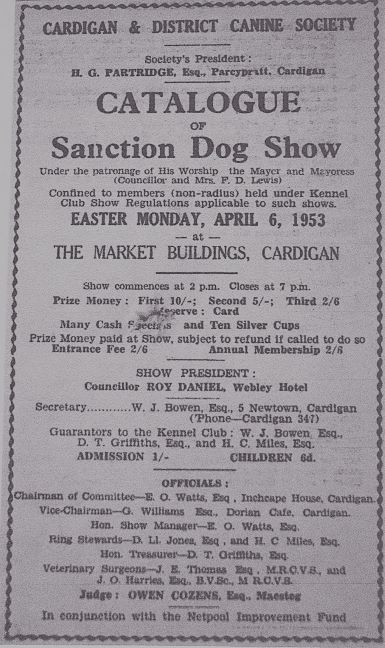 CARDIGAN & DISTRICT CANINE SOCIETY
Society's President :
H. G. PARTRIDGE, Esq., Parcypratt, Cardigan
CATALOGUE
OF
Sanction Dog Show
Under the patronage of His Worship the Mayor and Mayoress
(Councillor and Mrs. F. D. Lewis)
Confined to members (non-radius) held under Kennel
Club Show Regulations applicable to such shows.
EASTER MONDAY, APRIL 6, 1953
— at —
THE MARKET BUILDINGS, CARDIGAN
Show commences at 2 p.m. Closes at 7 p.m.
Prize Money : First 10/-; Second 5/-; Third 2/6
Reserve : Card
Many Cash Specials and Ten Silver Cups
Prize Money paid at Show, subject to refund if called to do so
Entrance Fee 2/6 Annual Membership 2/6
SHOW PRESIDENT :
Councillor ROY DANIEL, Webley Hotel
Secretary............W. J. Bowen, Esq., 5 Newtown, Cardigan
('Phone—Cardigan 347)
Guarantors to the Kennel Club : W. J. Bowen, Esq.,
D. T. Griffiths, Esq., and H. C. Miles, Esq.
ADMISSION 1/- CHILDREN 6d.
OFFICIALS :
Chairman of Committee—E. O. Watts, Esq., Inchcape House, Cardigan.
Vice-Chairman—G. Williams Esq., Dorian Cafe, Cardigan.
Hon. Show Manager—E. O. Watts, Esq.
Ring Stewards—D. Ll. Jones, Esq., and H. C Miles, Esq.
Hon. Treasurer—D. T. Griffiths, Esq.
Veterinary Surgeons—J. E. Thomas Esq., M.R.C.V.S., and
J. O. Harries, Esq., B.V.Sc., M R.C.V.S.
Judge : OWEN COZENS, Esq., Maesteg
In conjunction with the Netpool Improvement Fund